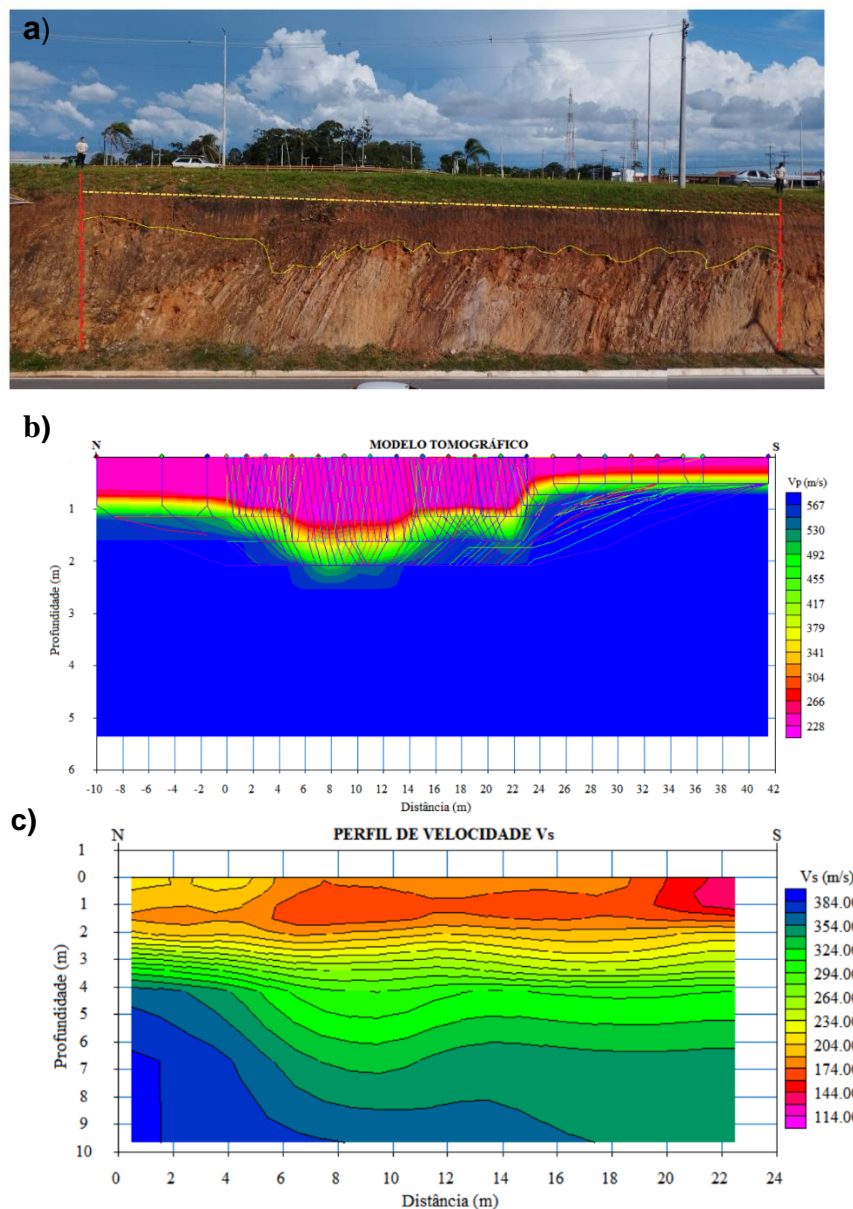 a)
b)
N MODELO TOMOGRÁFICO S
Vp (m/s)
567
530
492
455
417
379
341
304
266
228
1
2
3
4
5
6
Profundidade (m)
-10 -8 -6 -4 -2 0 2 4 6 8 10 12 14 16 18 20 22 24 26 28 30 32 34 36 38 40 42
Distância (m)
c)
N PERFIL DE VELOCIDADE Vs S
Vs (m/s)
384.00
354.00
324.00
294.00
264.00
234.00
204.00
174.00
144.00
114.00
1
0
1
2
3
4
5
6
7
8
9
10
Profundidade (m)
0 2 4 6 8 10 12 14 16 18 20 22 24
Distância (m)